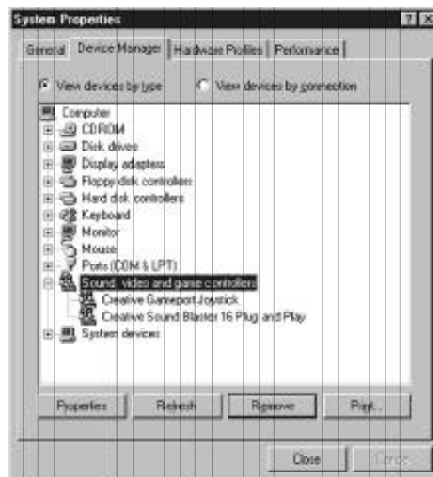 System Properties
General Device Manager Hardware Profiles Performance
View devices by type View devices by connection
Computer
CDROM
Disk drives
Display adapters
Floppy disk controllers
Hard disk controllers
Keyboard
Monitor
Mouse
Ports (COM & LPT)
Sound, video and game controllers
Creative Gameport Joystick
Creative Sound Blaster 16 Plug and Play
System devices
Properties Refresh Remove Print...
Close Cancel